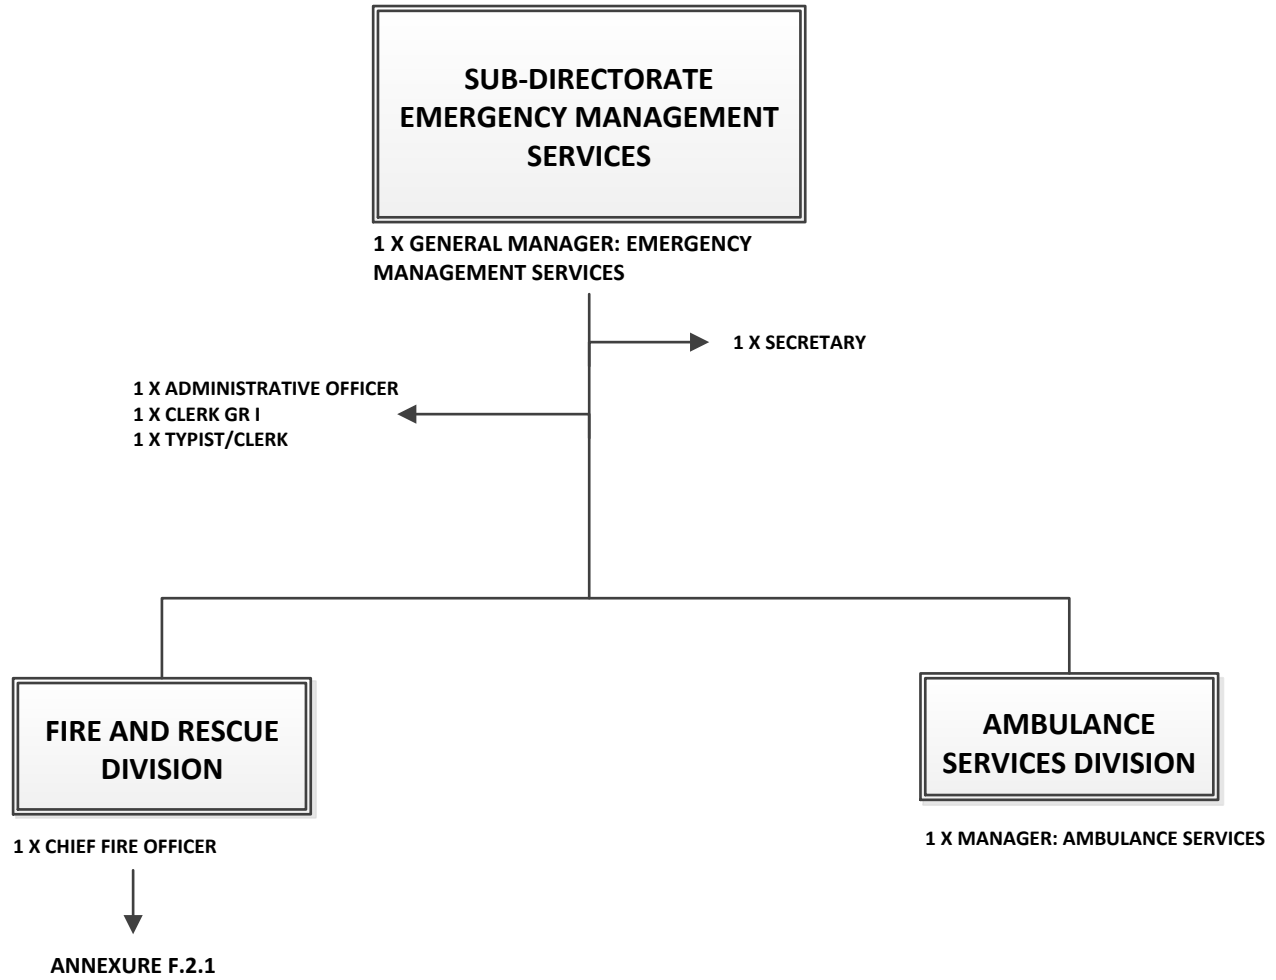 SUB-DIRECTORATE
EMERGENCY MANAGEMENT
SERVICES
1 X GENERAL MANAGER: EMERGENCY
MANAGEMENT SERVICES
1 X SECRETARY
1 X ADMINISTRATIVE OFFICER
1 X CLERK GR I
1 X TYPIST/CLERK
FIRE AND RESCUE
DIVISION
1 X CHIEF FIRE OFFICER
ANNEXURE F.2.1
AMBULANCE
SERVICES DIVISION
1 X MANAGER: AMBULANCE SERVICES